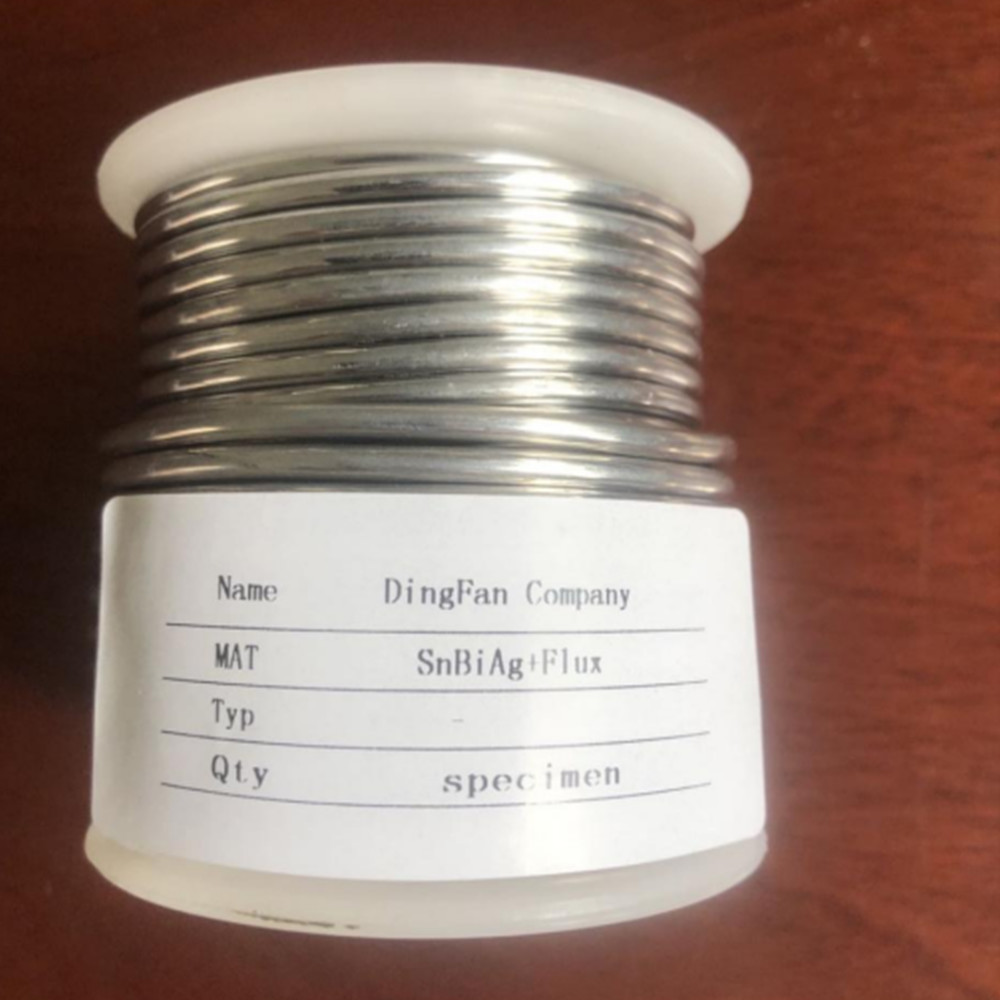 Name DingFan Company
MAT SnBiAg+Flux
Typ -
Qty specimen